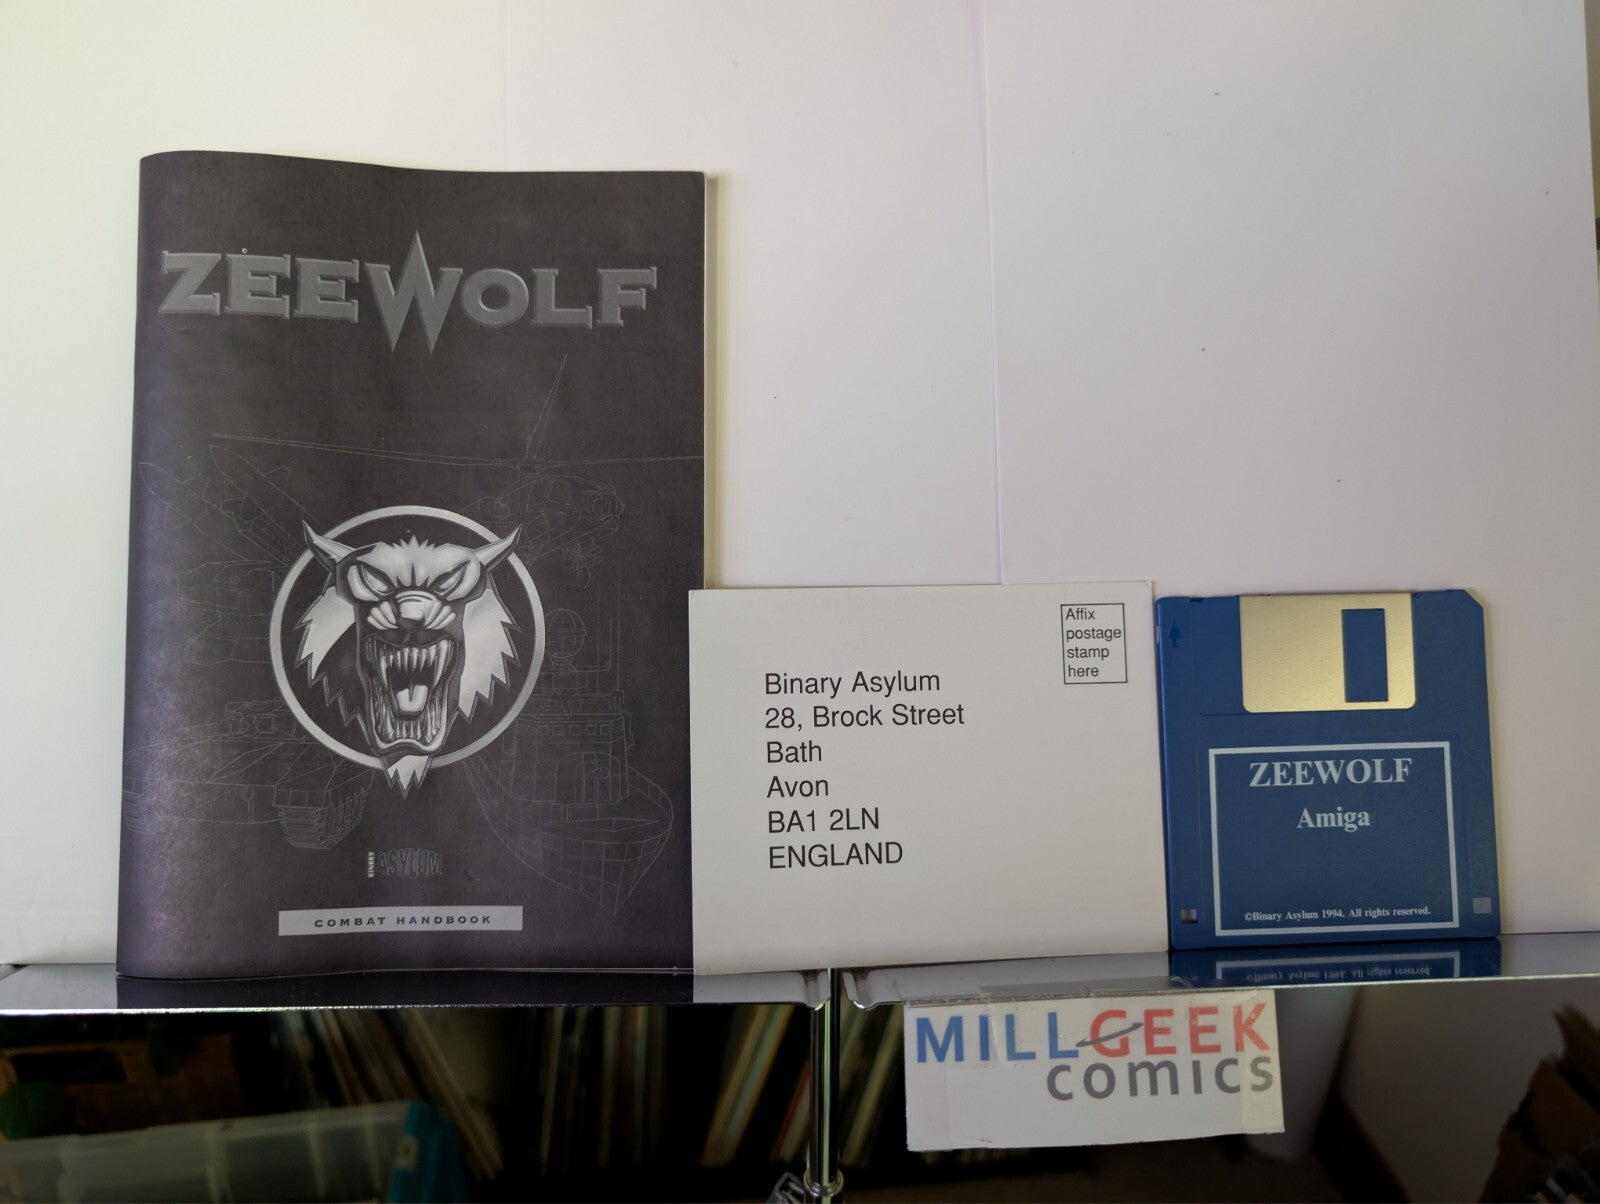 ZEEWOLF
BINARY ASYLUM
COMBAT HANDBOOK
Binary Asylum
28, Brock Street
Bath
Avon
BA1 2LN
ENGLAND
Affix
postage
stamp
here
ZEEWOLF
Amiga
©Binary Asylum 1994. All rights reserved.
MILLGEEK
comics